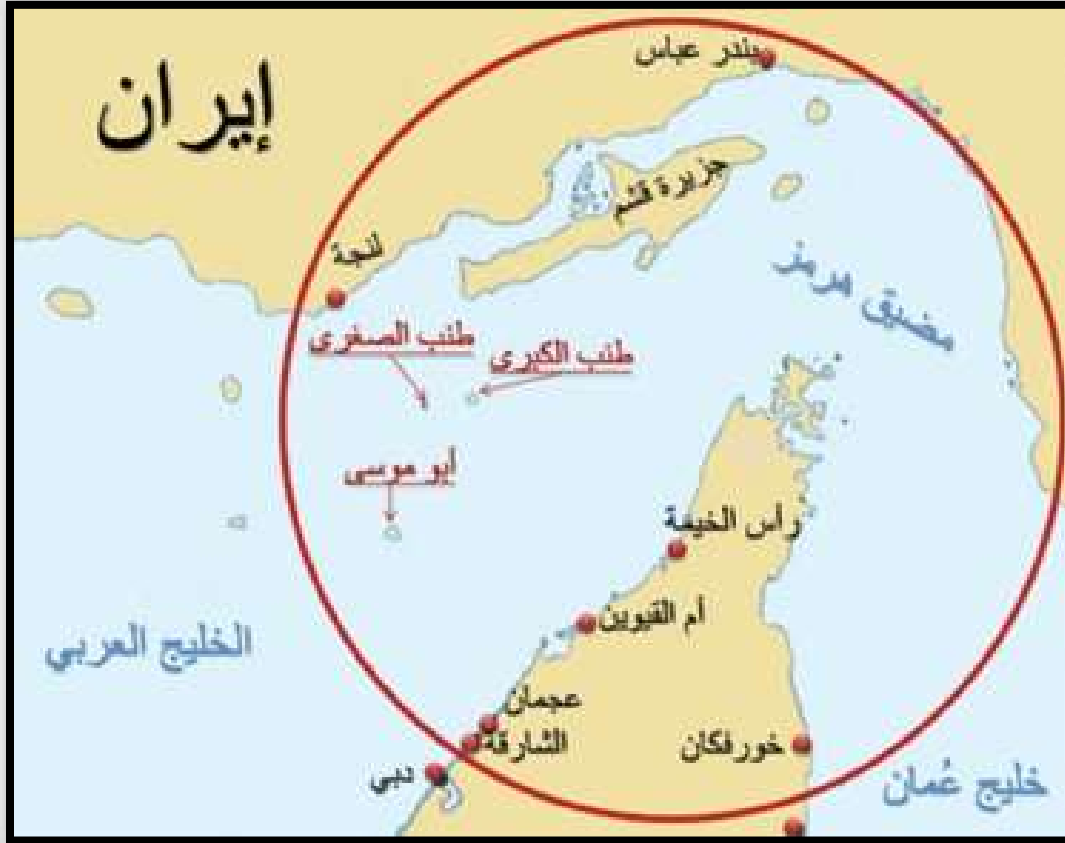 بندر عباس
إيران
جزيرة قشم
لنجة
مضيق هرمز
طنب الصغرى
طنب الكبرى
أبو موسى
رأس الخيمة
أم القيوين
الخليج العربي
عجمان
الشارقة
خورفكان
دبي
خليج عُمان